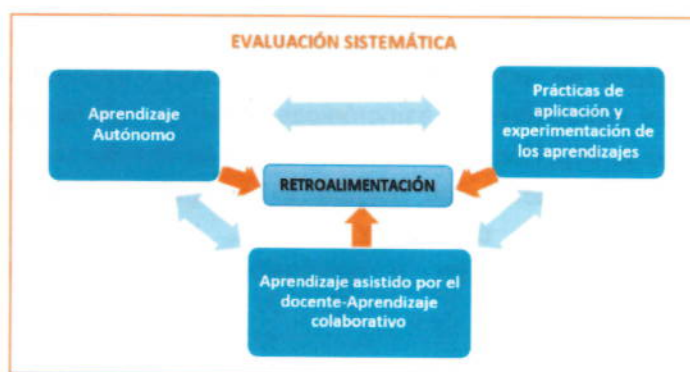 EVALUACIÓN SISTEMÁTICA
Aprendizaje
Autónomo
Prácticas de
aplicación y
experimentación de
los aprendizajes
RETROALIMENTACIÓN
Aprendizaje asistido por el
docente-Aprendizaje
colaborativo